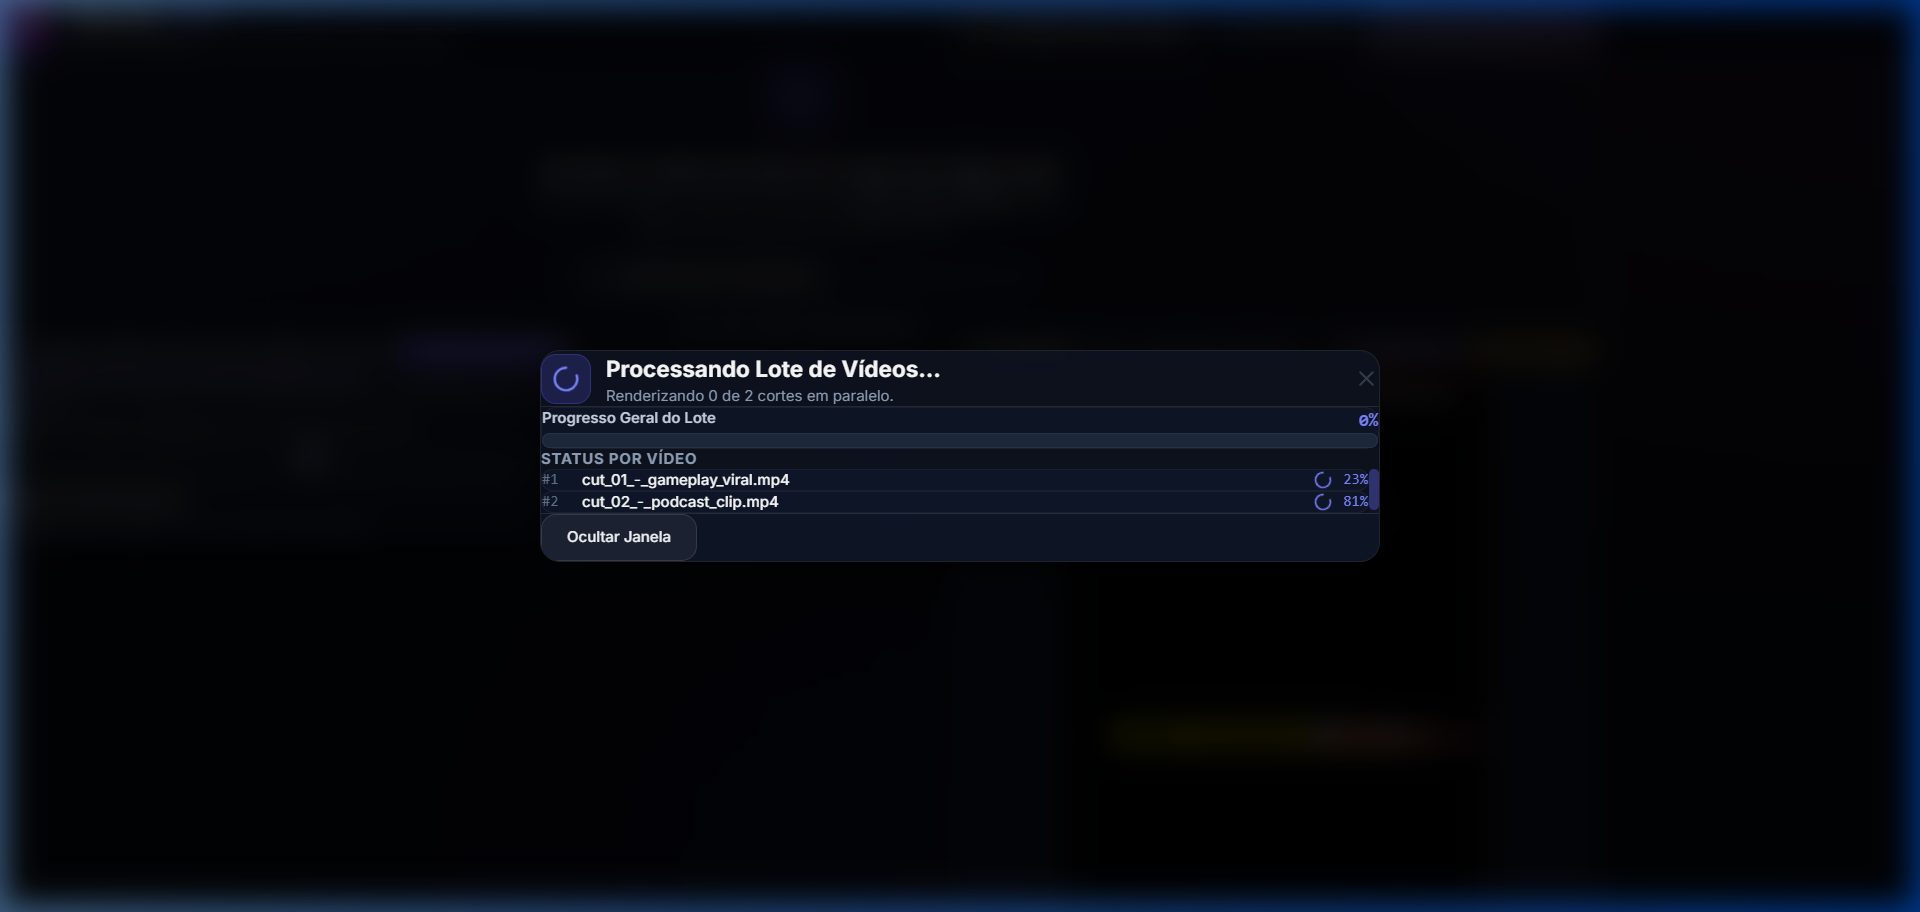 Processando Lote de Vídeos...
Renderizando 0 de 2 cortes em paralelo.
Progresso Geral do Lote 0%
STATUS POR VÍDEO
#1 cut_01_-_gameplay_viral.mp4 23%
#2 cut_02_-_podcast_clip.mp4 81%
Ocultar Janela